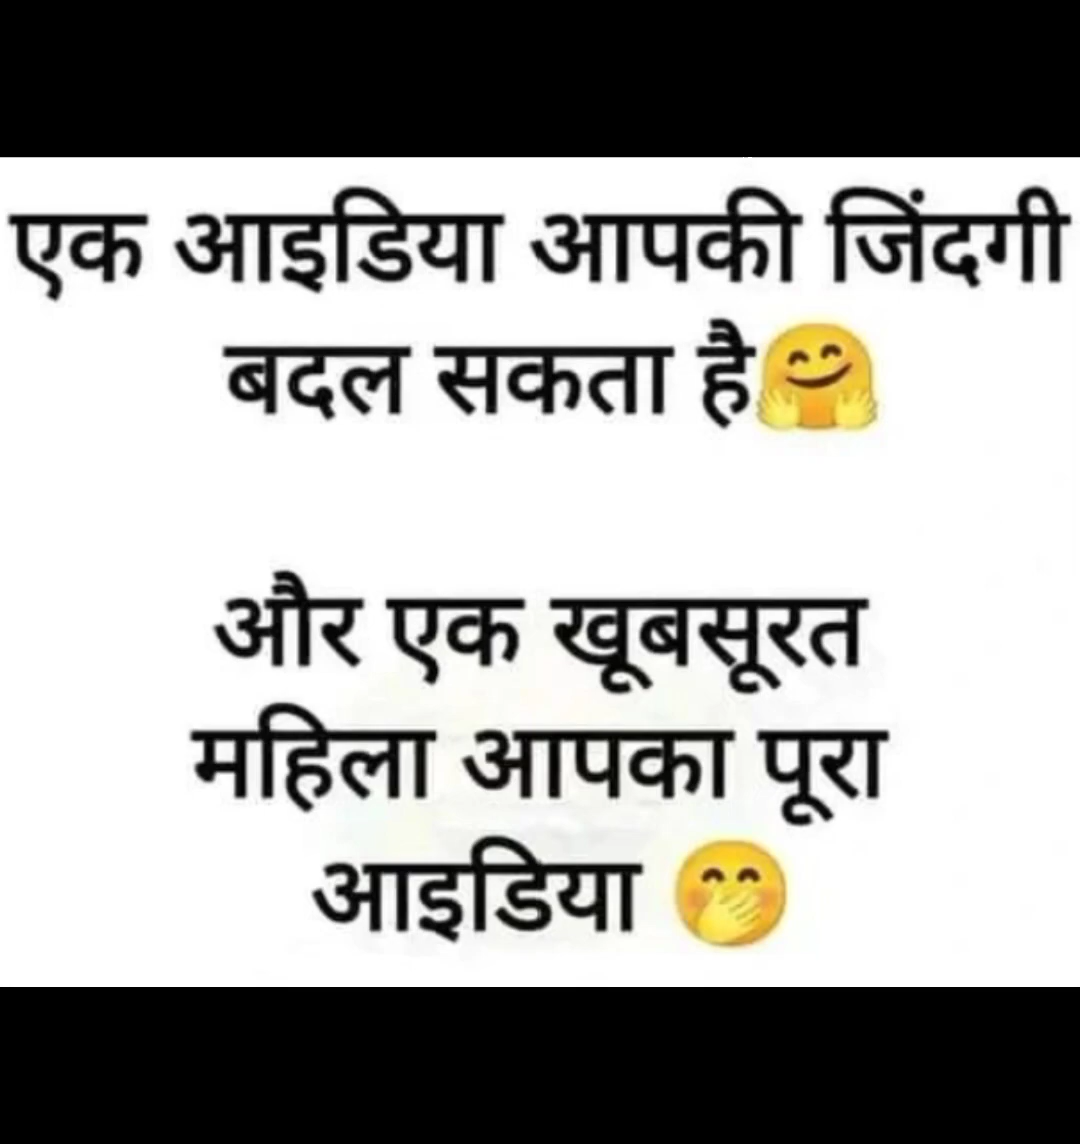 एक आइडिया आपकी जिंदगी
बदल सकता है🤗
और एक खूबसूरत
महिला आपका पूरा
आइडिया 🤭